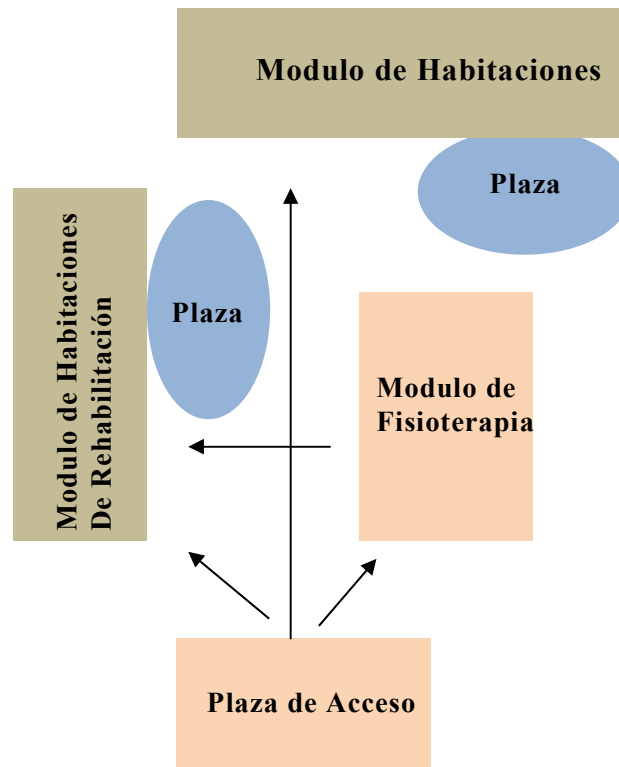 Modulo de Habitaciones
Plaza
Plaza
Modulo de Habitaciones
De Rehabilitación
Modulo de
Fisioterapia
Plaza de Acceso